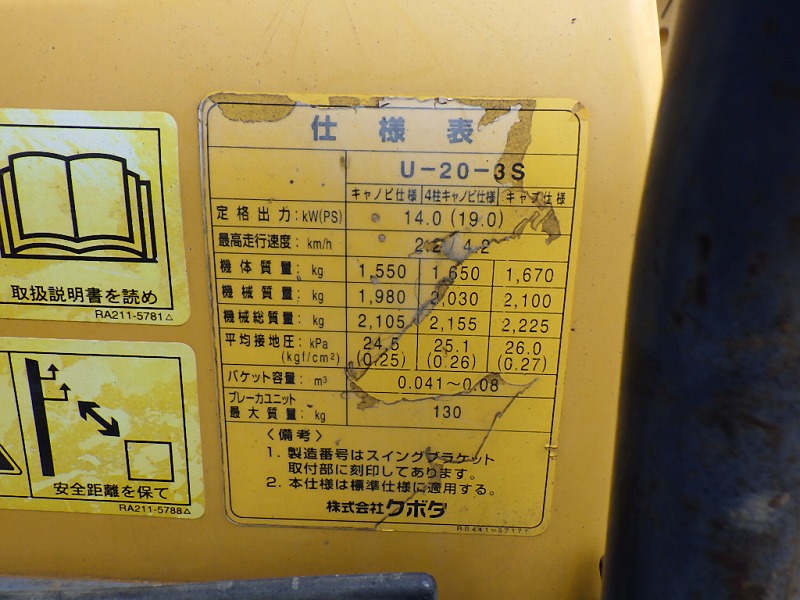 仕様表
U-20-3S
キャノピ仕様 4柱キャノピ仕様 キャブ仕様
定格出力: kW(PS) 14.0 (19.0)
最高走行速度: km/h 2.2 4.2
機体質量: kg 1,550 1,650 1,670
機械質量: kg 1,980 2,030 2,100
機械総質量: kg 2,105 2,155 2,225
平均接地圧: kPa 24.5 25.1 26.0
(kgf/cm²) (0.25) (0.26) (0.27)
バケット容量: m³ 0.041～0.08
ブレーカユニット
最大質量: kg 130
〈備考〉
1. 製造番号はスイングブラケット
取付部に刻印してあります。
2. 本仕様は標準仕様に適用する。
株式会社クボタ
取扱説明書を読め
RA211-5781△
安全距離を保て
RA211-5788△